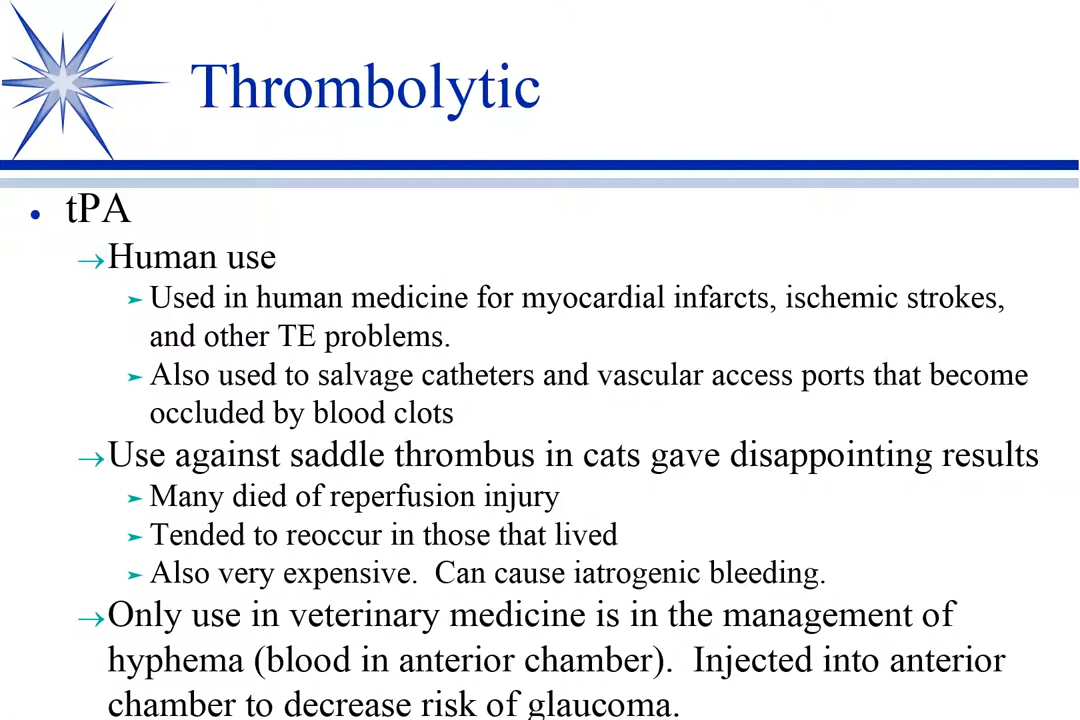 Thrombolytic
• tPA
→Human use
➢ Used in human medicine for myocardial infarcts, ischemic strokes,
and other TE problems.
➢ Also used to salvage catheters and vascular access ports that become
occluded by blood clots
→Use against saddle thrombus in cats gave disappointing results
➢ Many died of reperfusion injury
➢ Tended to reoccur in those that lived
➢ Also very expensive.  Can cause iatrogenic bleeding.
→Only use in veterinary medicine is in the management of
hyphema (blood in anterior chamber).  Injected into anterior
chamber to decrease risk of glaucoma.